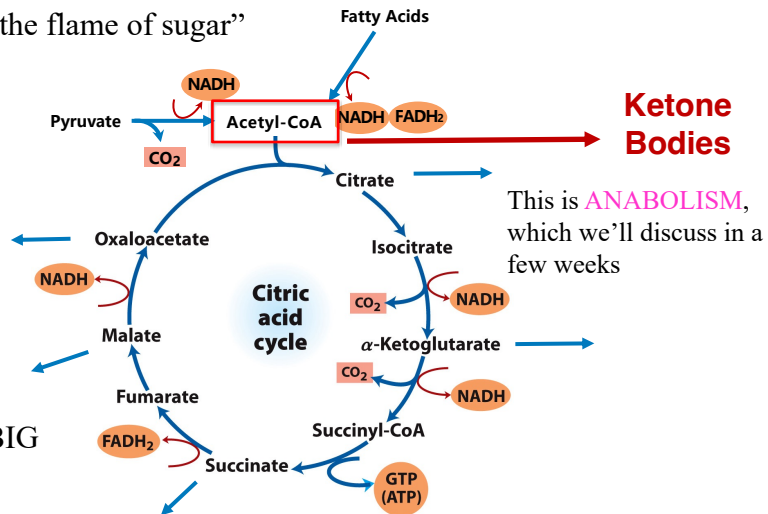 the flame of sugar”
Fatty Acids
NADH
Pyruvate
Acetyl-CoA
NADH
FADH₂
Ketone
Bodies
CO₂
Citrate
This is ANABOLISM,
which we’ll discuss in a
few weeks
Oxaloacetate
Isocitrate
NADH
CO₂
NADH
Citric
acid
cycle
Malate
α-Ketoglutarate
CO₂
NADH
Fumarate
Succinyl-CoA
BIG
FADH₂
Succinate
GTP
(ATP)